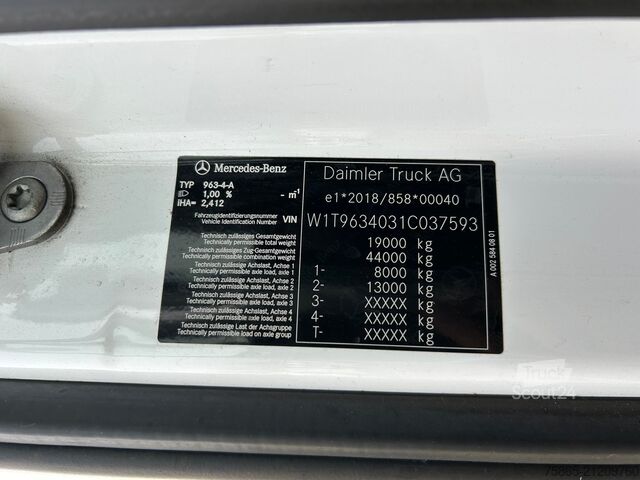 Mercedes-Benz
Daimler Truck AG
TYP 963-4-A
1,00 % - m⁻¹
iHA= 2,412
e1*2018/858*00040
Fahrzeugidentifizierungsnummer
Vehicle Identification Number VIN
W1T9634031C037593
Technisch zulässiges Gesamtgewicht
Technically permissible total weight
19000 kg
Technisch zulässiges Zug-Gesamtgewicht
Technically permissible combination weight
44000 kg
Technisch zulässige Achslast, Achse 1
Technically permissible axle load, axle 1
1- 8000 kg
Technisch zulässige Achslast, Achse 2
Technically permissible axle load, axle 2
2- 13000 kg
Technisch zulässige Achslast, Achse 3
Technically permissible axle load, axle 3
3- XXXXX kg
Technisch zulässige Achslast, Achse 4
Technically permissible axle load, axle 4
4- XXXXX kg
Technisch zulässige Last der Achsgruppe
Technically permissible load on axle group
T- XXXXX kg
A 002 584 08 01
Truck
Scout24